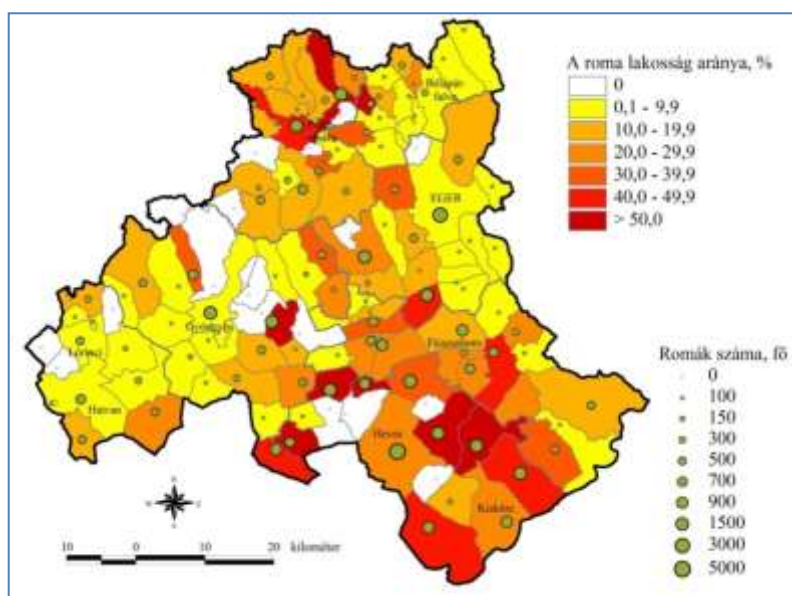 A roma lakosság aránya, %
0
0,1 - 9,9
10,0 - 19,9
20,0 - 29,9
30,0 - 39,9
40,0 - 49,9
> 50,0
EGER
Gyöngyös
Lőrinci
Hatvan
Füzesabony
Heves
Kisköre
Romák száma, fő
0
100
150
300
500
700
900
1500
3000
5000
10 0 10 20 kilométer